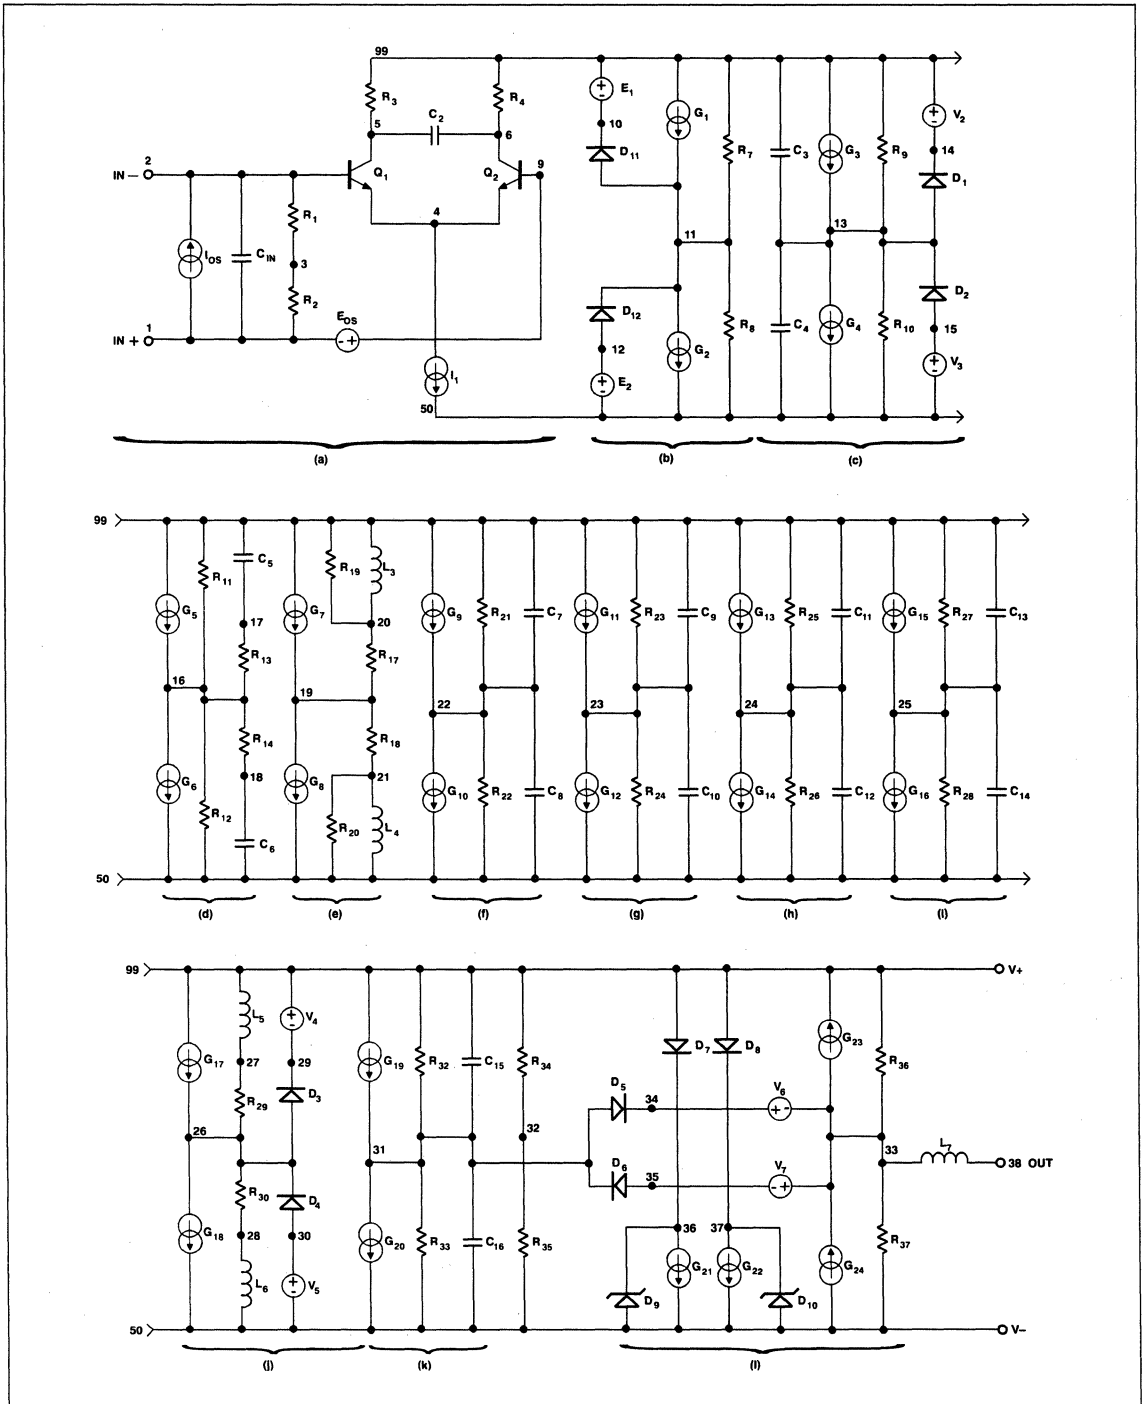 99
R3 R4 E1 G1 V2
C2
5 6 10 14
2 D11 R7 C3 G3 R9 D1
IN− Q1 Q2 9
R1 4 13
IOS CIN 3 11
R2 D12 D2
EOS R8 C4 G4 R10 15
1 12 G2
IN + I1 E2 V3
50
(a) (b) (c)
99
R11 C5 R19 L3
G5 17 G7 20 G9 R21 C7 G11 R23 C9 G13 R25 C11 G15 R27 C13
R13 R17
16 19 22 23 24 25
R14 R18
G6 18 G8 21 G10 R22 C8 G12 R24 C10 G14 R26 C12 G16 R28 C14
R12 C6 R20 L4
50
(d) (e) (f) (g) (h) (i)
99 V+
L5 V4 G23
G17 27 29 G19 R32 C15 R34 D7 D8 R36
R29 D3 D5 34 V6
26 31 32 33 L7
38 OUT
R30 D4 D6 35 V7
G18 28 30 G20 R33 C16 R35 36 37 R37
L6 V5 G21 G22 G24
D9 D10
50 V−
(j) (k) (l)